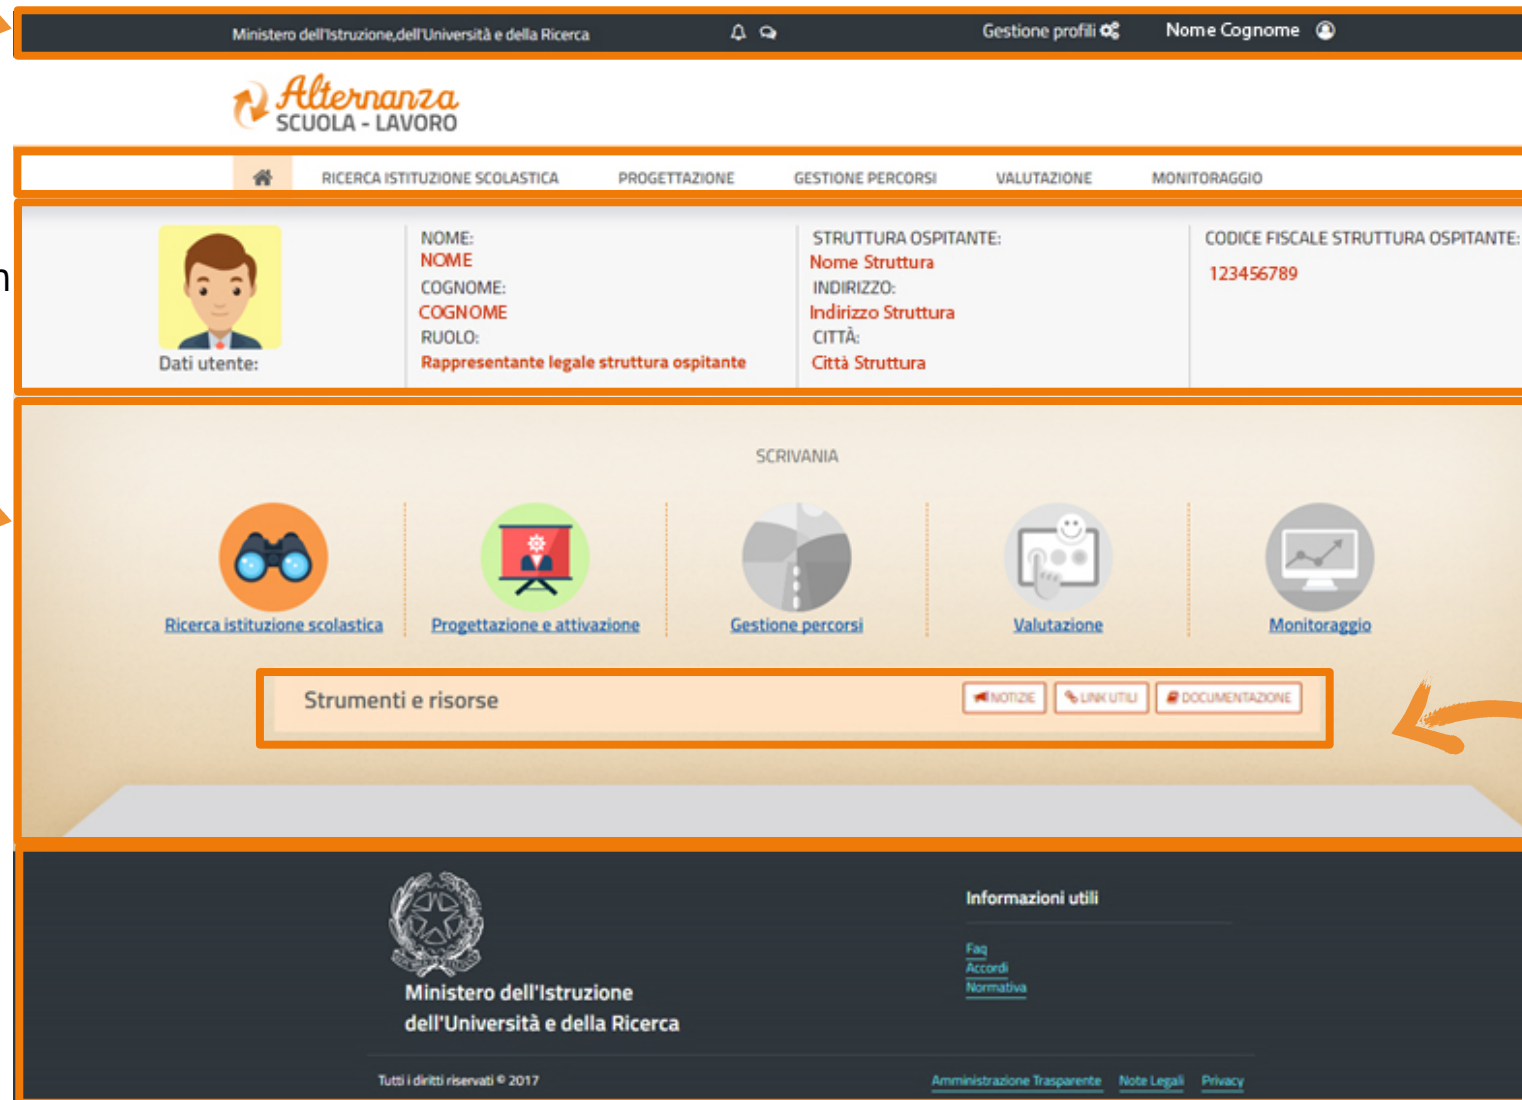 Ministero dell'Istruzione,dell'Università e della Ricerca
Gestione profili
Nome Cognome
Alternanza
SCUOLA - LAVORO
RICERCA ISTITUZIONE SCOLASTICA
PROGETTAZIONE
GESTIONE PERCORSI
VALUTAZIONE
MONITORAGGIO
Dati utente:
NOME:
NOME
COGNOME:
COGNOME
RUOLO:
Rappresentante legale struttura ospitante
STRUTTURA OSPITANTE:
Nome Struttura
INDIRIZZO:
Indirizzo Struttura
CITTÀ:
Città Struttura
CODICE FISCALE STRUTTURA OSPITANTE:
123456789
SCRIVANIA
Ricerca istituzione scolastica
Progettazione e attivazione
Gestione percorsi
Valutazione
Monitoraggio
Strumenti e risorse
NOTIZIE
LINK UTILI
DOCUMENTAZIONE
Ministero dell'Istruzione
dell'Università e della Ricerca
Informazioni utili
Faq
Accordi
Normativa
Tutti i diritti riservati © 2017
Amministrazione Trasparente
Note Legali
Privacy